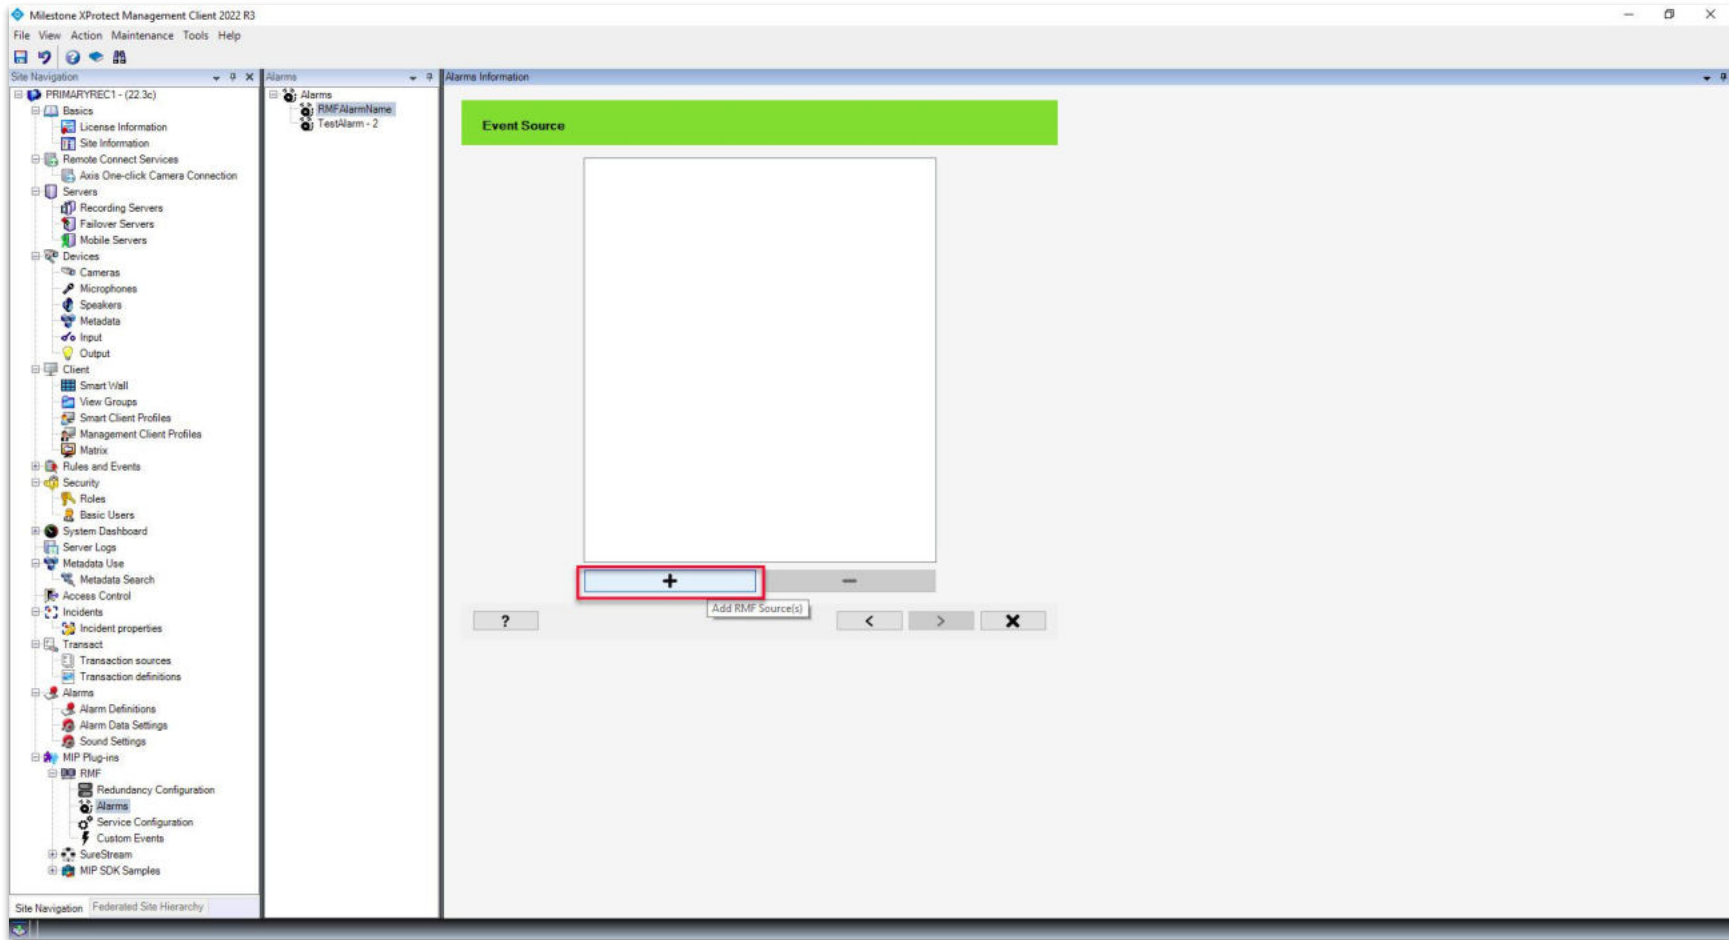 Milestone XProtect Management Client 2022 R3
File View Action Maintenance Tools Help
Site Navigation
PRIMARYREC1 - (22.3c)
Basics
License Information
Site Information
Remote Connect Services
Axis One-click Camera Connection
Servers
Recording Servers
Failover Servers
Mobile Servers
Devices
Cameras
Microphones
Speakers
Metadata
Input
Output
Client
Smart Wall
View Groups
Smart Client Profiles
Management Client Profiles
Matrix
Rules and Events
Security
Roles
Basic Users
System Dashboard
Server Logs
Metadata Use
Metadata Search
Access Control
Incidents
Incident properties
Transact
Transaction sources
Transaction definitions
Alarms
Alarm Definitions
Alarm Data Settings
Sound Settings
MIP Plug-ins
RMF
Redundancy Configuration
Alarms
Service Configuration
Custom Events
SureStream
MIP SDK Samples
Site Navigation Federated Site Hierarchy
Alarms
Alarms
RMFAlarmName
TestAlarm - 2
Alarms Information
Event Source
+ −
Add RMF Source(s)
? < > X